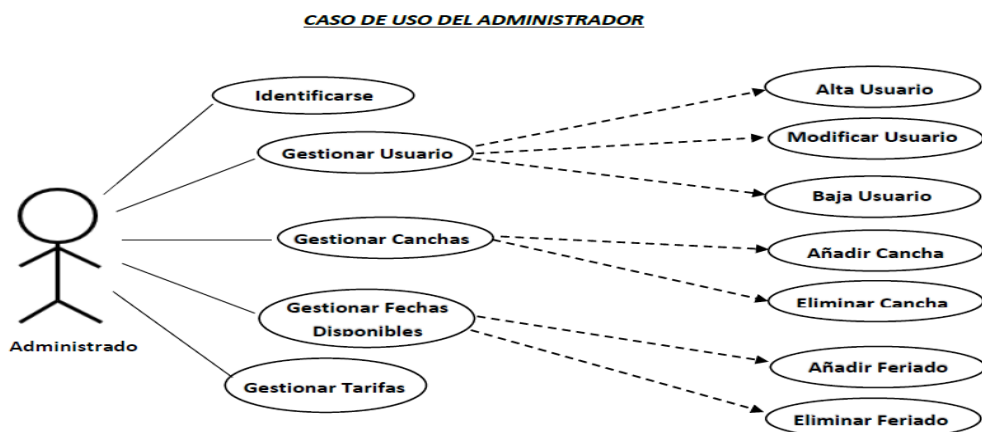 CASO DE USO DEL ADMINISTRADOR
Identificarse
Gestionar Usuario
Gestionar Canchas
Gestionar Fechas
Disponibles
Gestionar Tarifas
Administrado
Alta Usuario
Modificar Usuario
Baja Usuario
Añadir Cancha
Eliminar Cancha
Añadir Feriado
Eliminar Feriado